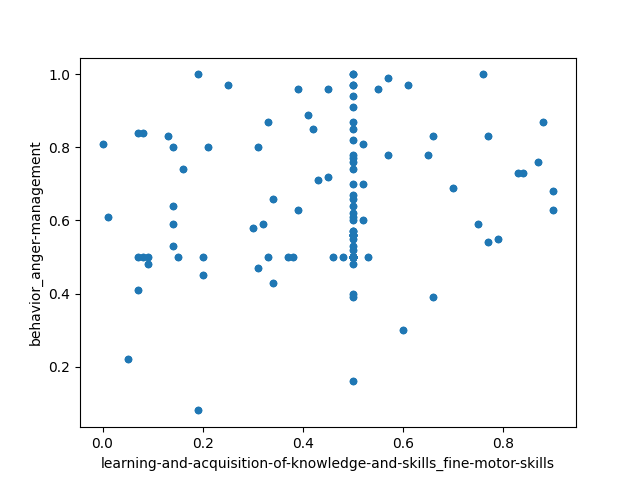 1.0
0.8
0.6
0.4
0.2
behavior_anger-management
0.0 0.2 0.4 0.6 0.8
learning-and-acquisition-of-knowledge-and-skills_fine-motor-skills